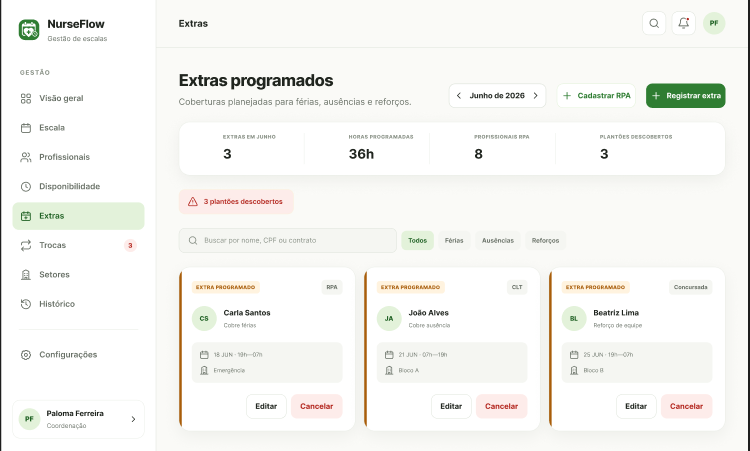 NurseFlow
Gestão de escalas
GESTÃO
Visão geral
Escala
Profissionais
Disponibilidade
Extras
Trocas 3
Setores
Histórico
Configurações
PF
Paloma Ferreira
Coordenação
Extras
PF
Extras programados
Coberturas planejadas para férias, ausências e reforços.
Junho de 2026
Cadastrar RPA
Registrar extra
EXTRAS EM JUNHO
3
HORAS PROGRAMADAS
36h
PROFISSIONAIS RPA
8
PLANTÕES DESCOBERTOS
3
3 plantões descobertos
Buscar por nome, CPF ou contrato
Todos
Férias
Ausências
Reforços
EXTRA PROGRAMADO
RPA
CS
Carla Santos
Cobre férias
18 JUN · 19h—07h
Emergência
Editar
Cancelar
EXTRA PROGRAMADO
CLT
JA
João Alves
Cobre ausência
21 JUN · 07h—19h
Bloco A
Editar
Cancelar
EXTRA PROGRAMADO
Concursada
BL
Beatriz Lima
Reforço de equipe
25 JUN · 19h—07h
Bloco B
Editar
Cancelar